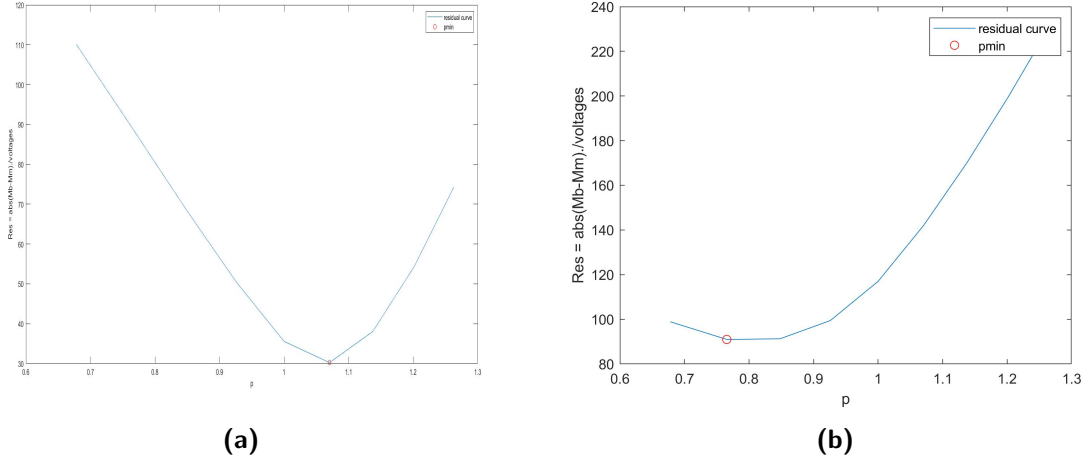 120
110
100
90
80
70
60
50
40
30
0.6 0.7 0.8 0.9 1 1.1 1.2 1.3
p
Res = abs(Mb-Mm)./voltages
residual curve
pmin
(a)
240
220
200
180
160
140
120
100
80
0.6 0.7 0.8 0.9 1 1.1 1.2 1.3
p
Res = abs(Mb-Mm)./voltages
residual curve
pmin
(b)